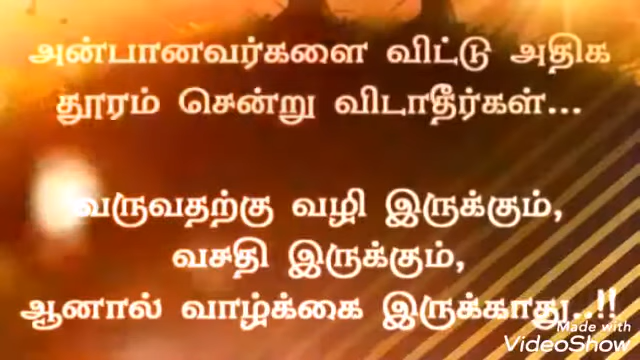 அன்பானவர்களை விட்டு அதிக
தூரம் சென்று விடாதீர்கள்...
வருவதற்கு வழி இருக்கும்,
வசதி இருக்கும்,
ஆனால் வாழ்க்கை இருக்காது..!!
Made with
VideoShow